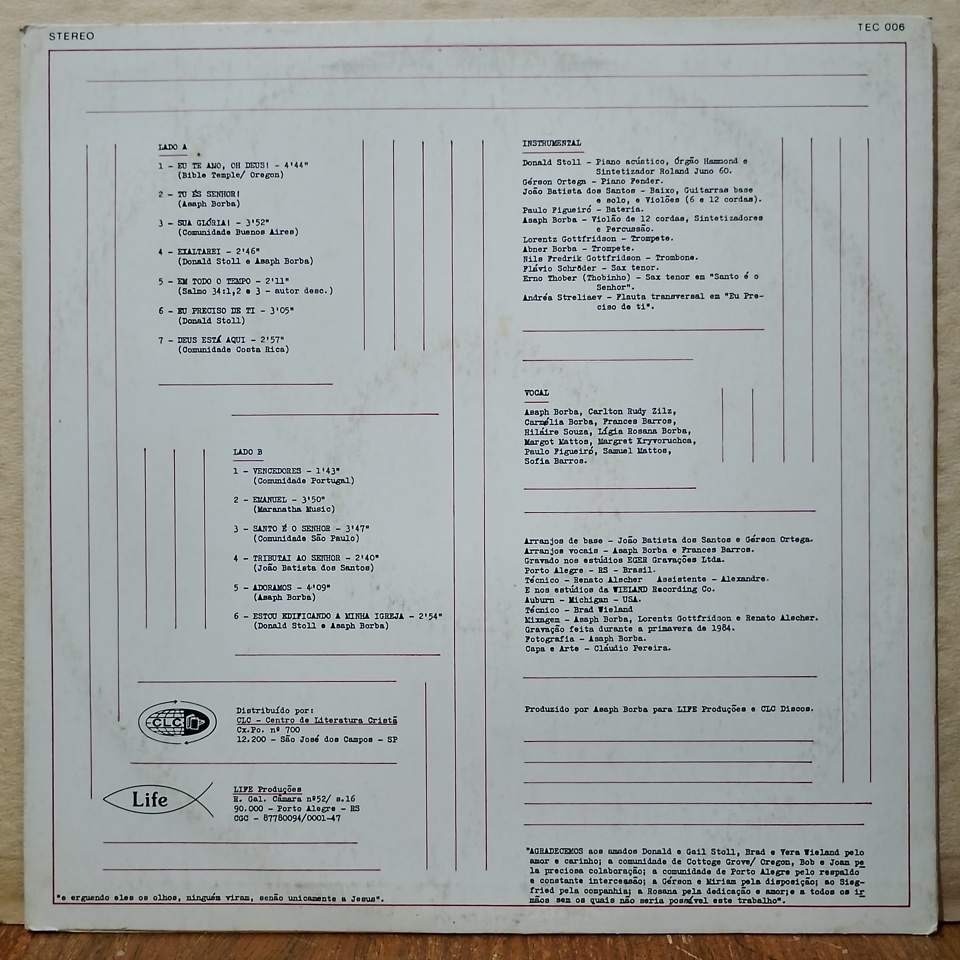 STEREO
TEC 006
LADO A
1 - EU TE AMO, OH DEUS! - 4'44"
(Bible Temple/ Oregon)
2 - TU ÉS SENHOR!
(Asaph Borba)
3 - SUA GLÓRIA! - 3'52"
(Comunidade Buenos Aires)
4 - EXALTAREI - 2'46"
(Donald Stoll e Asaph Borba)
5 - EM TODO O TEMPO - 2'11"
(Salmo 34:1,2 e 3 - autor desc.)
6 - EU PRECISO DE TI - 3'05"
(Donald Stoll)
7 - DEUS ESTÁ AQUI - 2'57"
(Comunidade Costa Rica)
LADO B
1 - VENCEDORES - 1'43"
(Comunidade Portugal)
2 - EMANUEL - 3'50"
(Maranatha Music)
3 - SANTO É O SENHOR - 3'47"
(Comunidade São Paulo)
4 - TRIBUTAI AO SENHOR - 2'40"
(João Batista dos Santos)
5 - ADORAMOS - 4'09"
(Asaph Borba)
6 - ESTOU EDIFICANDO A MINHA IGREJA - 2'54"
(Donald Stoll e Asaph Borba)
CLC
Distribuído por:
CLC - Centro de Literatura Cristã
Cx.Po. nº 700
12.200 - São José dos Campos - SP
Life
LIFE Produções
R. Gal. Câmara nº52/ s.16
90.000 - Porto Alegre - RS
CGC - 87780094/0001-47
"e erguendo eles os olhos, ninguém viram, senão unicamente a Jesus".
INSTRUMENTAL
Donald Stoll - Piano acústico, Órgão Hammond e
Sintetizador Roland Juno 60.
Gérson Ortega - Piano Fender.
João Batista dos Santos - Baixo, Guitarras base
e solo, e Violões (6 e 12 cordas).
Paulo Figueiró - Bateria.
Asaph Borba - Violão de 12 cordas, Sintetizadores
e Percussão.
Lorentz Gottfridson - Trompete.
Abner Borba - Trompete.
Nils Fredrik Gottfridson - Trombone.
Flávio Schröder - Sax tenor.
Erno Thober (Thobinho) - Sax tenor em "Santo é o
Senhor".
Andréa Streliaev - Flauta transversal em "Eu Pre-
ciso de ti".
VOCAL
Asaph Borba, Carlton Rudy Zilz,
Carmélia Borba, Frances Barros,
Hiláire Souza, Lígia Rosana Borba,
Margot Mattos, Margret Kryvoruchca,
Paulo Figueiró, Samuel Mattos,
Sofia Barros.
Arranjos de base - João Batista dos Santos e Gérson Ortega.
Arranjos vocais - Asaph Borba e Frances Barros.
Gravado nos estúdios EGER Gravações Ltda.
Porto Alegre - RS - Brasil.
Técnico - Renato Alscher Assistente - Alexandre.
E nos estúdios da WIELAND Recording Co.
Auburn - Michigan - USA.
Técnico - Brad Wieland
Mixagem - Asaph Borba, Lorentz Gottfridson e Renato Alscher.
Gravação feita durante a primavera de 1984.
Fotografia - Asaph Borba.
Capa e Arte - Cláudio Pereira.
Produzido por Asaph Borba para LIFE Produções e CLC Discos.
"AGRADECEMOS aos amados Donald e Gail Stoll, Brad e Vera Wieland pelo
amor e carinho; a comunidade de Cottoge Grove/ Oregon, Bob e Joan pe
la preciosa colaboração; a comunidade de Porto Alegre pelo respaldo
e constante intercessão; a Gérson e Miriam pela disposição; ao Sieg-
fried pela companhia; a Rosana pela dedicação e amor;e a todos os ir
mãos sem os quais não seria possível este trabalho".